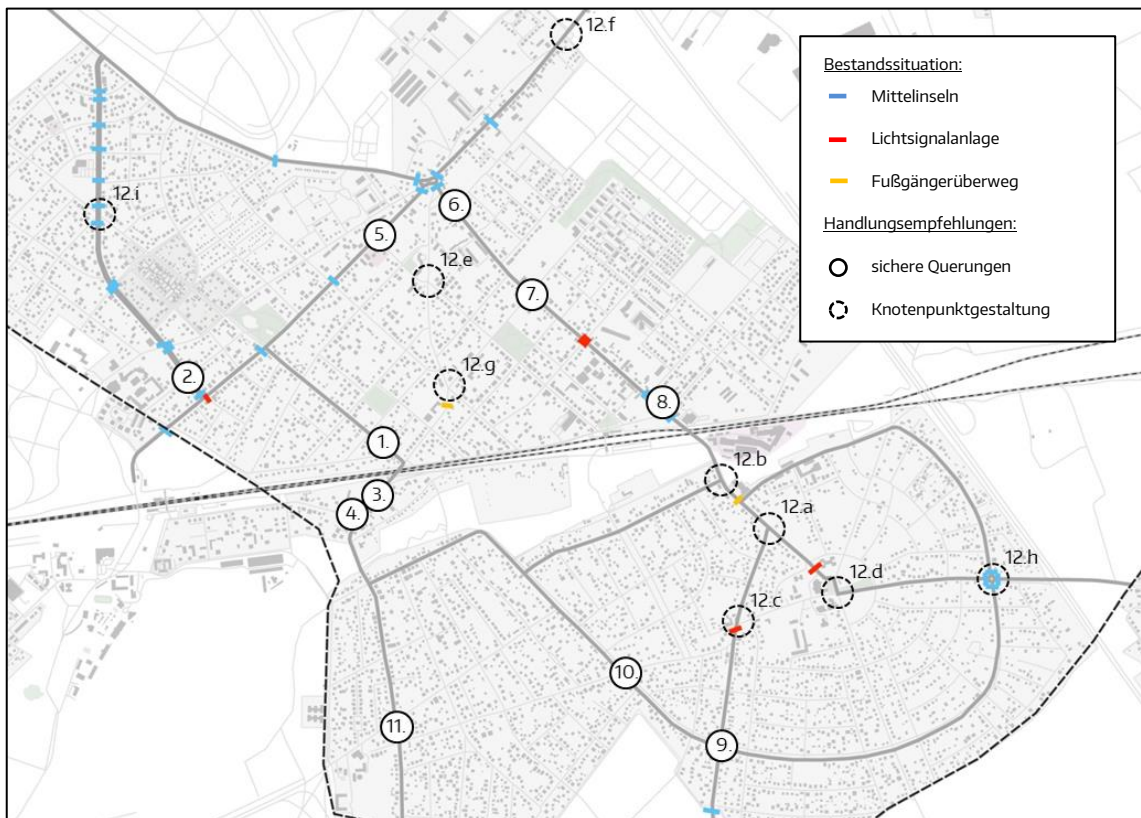 12.f
Bestandssituation:
Mittelinseln
Lichtsignalanlage
Fußgängerüberweg
Handlungsempfehlungen:
sichere Querungen
Knotenpunktgestaltung
12.i
6.
5.
12.e
7.
12.g
2.
8.
1.
12.b
3.
4.
12.a
12.h
12.d
12.c
10.
11.
9.